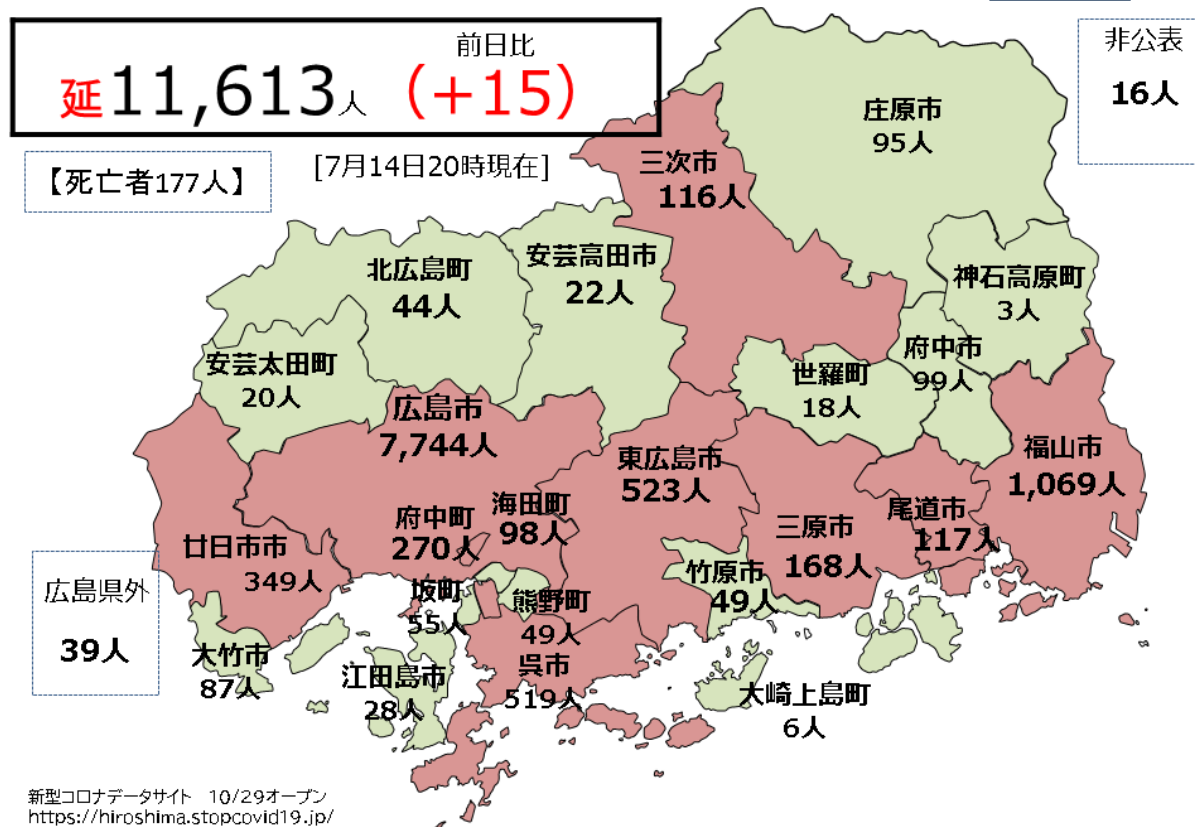 前日比
延11,613人 (+15)
非公表
16人
【死亡者177人】
[7月14日20時現在]
庄原市
95人
三次市
116人
安芸高田市
22人
北広島町
44人
神石高原町
3人
府中市
99人
安芸太田町
20人
世羅町
18人
広島市
7,744人
福山市
1,069人
東広島市
523人
海田町
98人
府中町
270人
尾道市
117人
三原市
168人
廿日市市
349人
竹原市
49人
坂町
55人
熊野町
49人
広島県外
39人
大竹市
87人
江田島市
28人
呉市
519人
大崎上島町
6人
新型コロナデータサイト 10/29オープン
https://hiroshima.stopcovid19.jp/